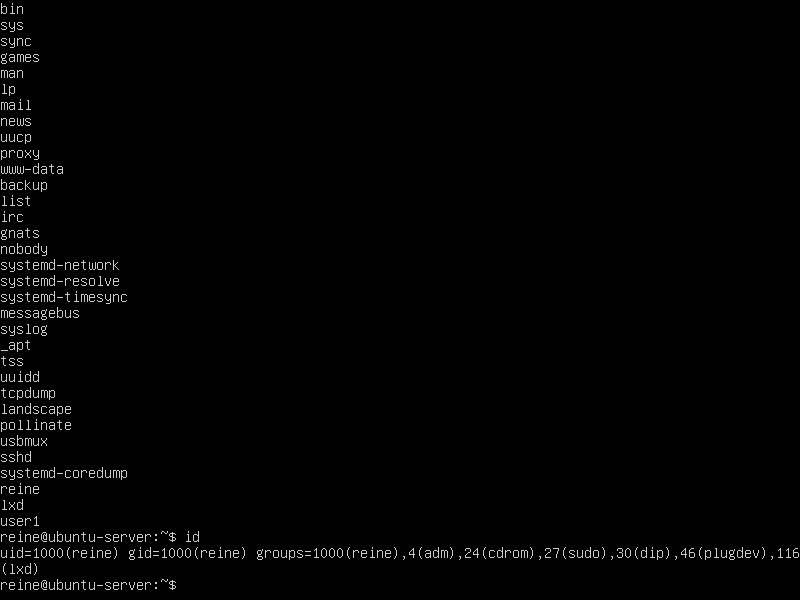 bin
sys
sync
games
man
lp
mail
news
uucp
proxy
www-data
backup
list
irc
gnats
nobody
systemd-network
systemd-resolve
systemd-timesync
messagebus
syslog
_apt
tss
uuidd
tcpdump
landscape
pollinate
usbmux
sshd
systemd-coredump
reine
lxd
user1
reine@ubuntu-server:~$ id
uid=1000(reine) gid=1000(reine) groups=1000(reine),4(adm),24(cdrom),27(sudo),30(dip),46(plugdev),116
(lxd)
reine@ubuntu-server:~$